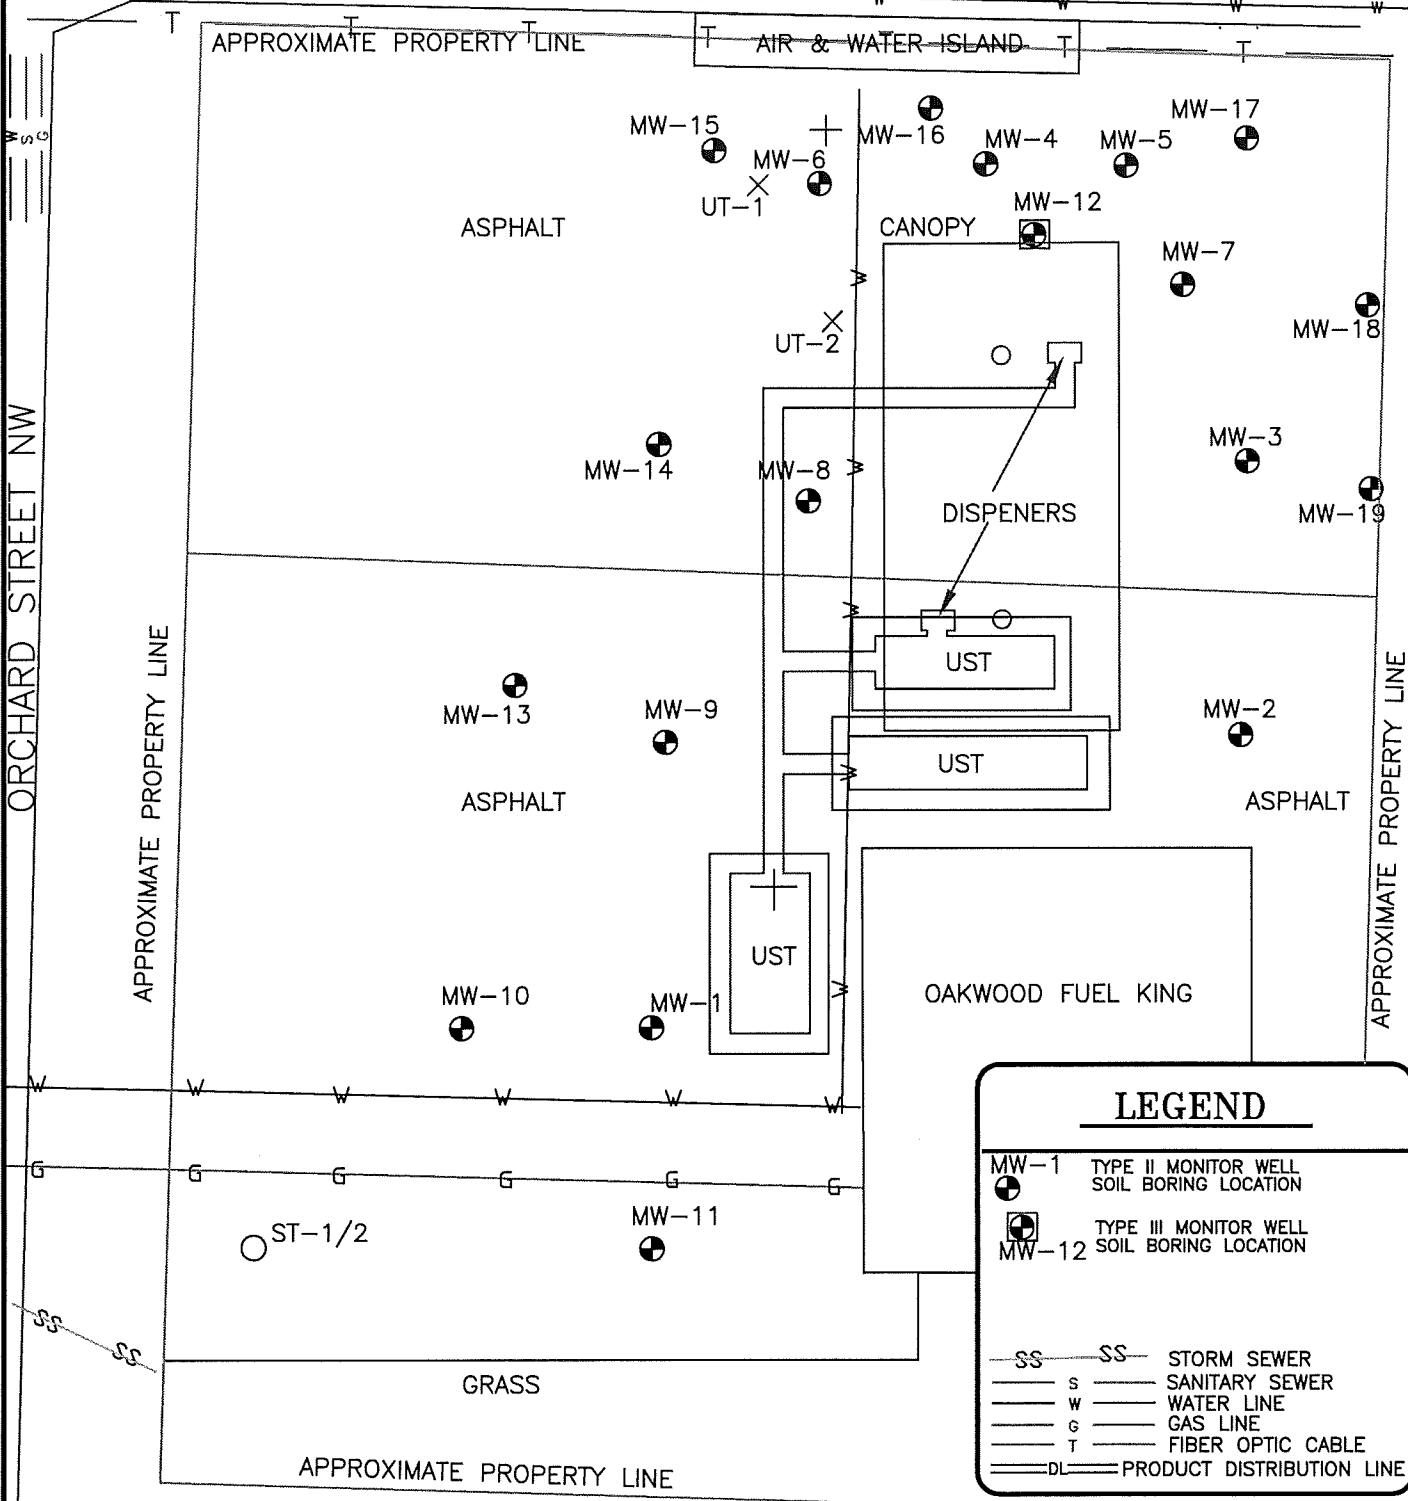 W W W W
T T T T T T
APPROXIMATE PROPERTY LINE
AIR & WATER ISLAND
W S G
MW-15
MW-16
MW-17
MW-4
MW-5
MW-6
UT-1
MW-12
ASPHALT
CANOPY
MW-7
W
MW-18
UT-2
ORCHARD STREET NW
MW-3
MW-14
MW-8
W
DISPENERS
MW-19
W
UST
APPROXIMATE PROPERTY LINE
MW-13
MW-9
MW-2
UST
W
ASPHALT
ASPHALT
APPROXIMATE PROPERTY LINE
UST
W
OAKWOOD FUEL KING
MW-10
MW-1
W W W W W W
G G G G G G
ST-1/2
MW-11
SS
SS
GRASS
APPROXIMATE PROPERTY LINE
LEGEND
MW-1
TYPE II MONITOR WELL
SOIL BORING LOCATION
TYPE III MONITOR WELL
MW-12 SOIL BORING LOCATION
SS SS STORM SEWER
S SANITARY SEWER
W WATER LINE
G GAS LINE
T FIBER OPTIC CABLE
DL PRODUCT DISTRIBUTION LINE